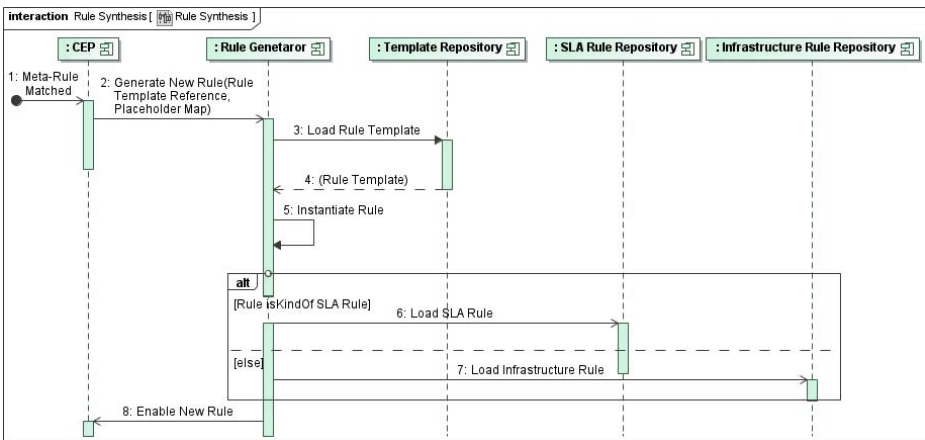 interaction Rule Synthesis [ Rule Synthesis ]
: CEP
: Rule Genetaror
: Template Repository
: SLA Rule Repository
: Infrastructure Rule Repository
1: Meta-Rule
Matched
2: Generate New Rule(Rule
Template Reference,
Placeholder Map)
3: Load Rule Template
4: (Rule Template)
5: Instantiate Rule
alt
[Rule isKindOf SLA Rule]
6: Load SLA Rule
[else]
7: Load Infrastructure Rule
8: Enable New Rule